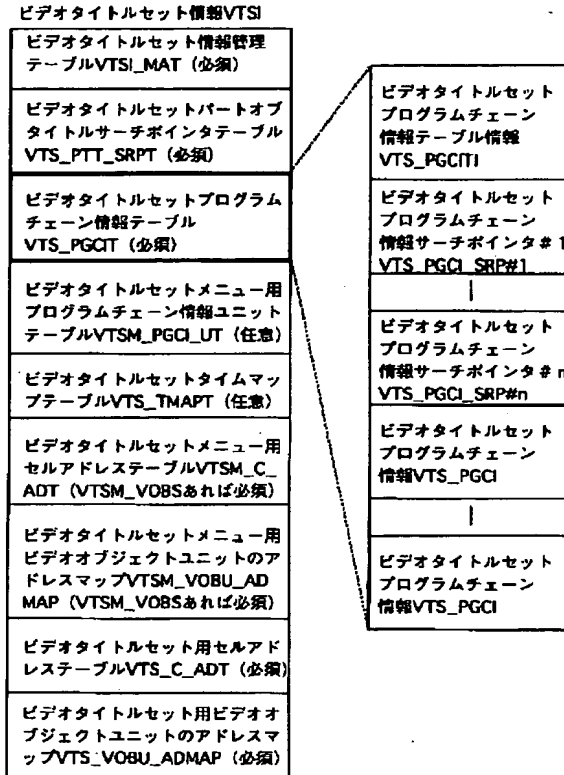 ビデオタイトルセット情報VTSI
ビデオタイトルセット情報管理
テーブルVTSI_MAT（必須）
ビデオタイトルセットパートオブ
タイトルサーチポインタテーブル
VTS_PTT_SRPT（必須）
ビデオタイトルセットプログラム
チェーン情報テーブル
VTS_PGCIT（必須）
ビデオタイトルセットメニュー用
プログラムチェーン情報ユニット
テーブルVTSM_PGCI_UT（任意）
ビデオタイトルセットタイムマッ
プテーブルVTS_TMAPT（任意）
ビデオタイトルセットメニュー用
セルアドレステーブルVTSM_C_
ADT（VTSM_VOBSあれば必須）
ビデオタイトルセットメニュー用
ビデオオブジェクトユニットのア
ドレスマップVTSM_VOBU_AD
MAP（VTSM_VOBSあれば必須）
ビデオタイトルセット用セルアド
レステーブルVTS_C_ADT（必須）
ビデオタイトルセット用ビデオオ
ブジェクトユニットのアドレスマ
ップVTS_VOBU_ADMAP（必須）
ビデオタイトルセット
プログラムチェーン
情報テーブル情報
VTS_PGCITI
ビデオタイトルセット
プログラムチェーン
情報サーチポインタ＃1
VTS_PGCI_SRP#1
ビデオタイトルセット
プログラムチェーン
情報サーチポインタ＃n
VTS_PGCI_SRP#n
ビデオタイトルセット
プログラムチェーン
情報VTS_PGCI
ビデオタイトルセット
プログラムチェーン
情報VTS_PGCI